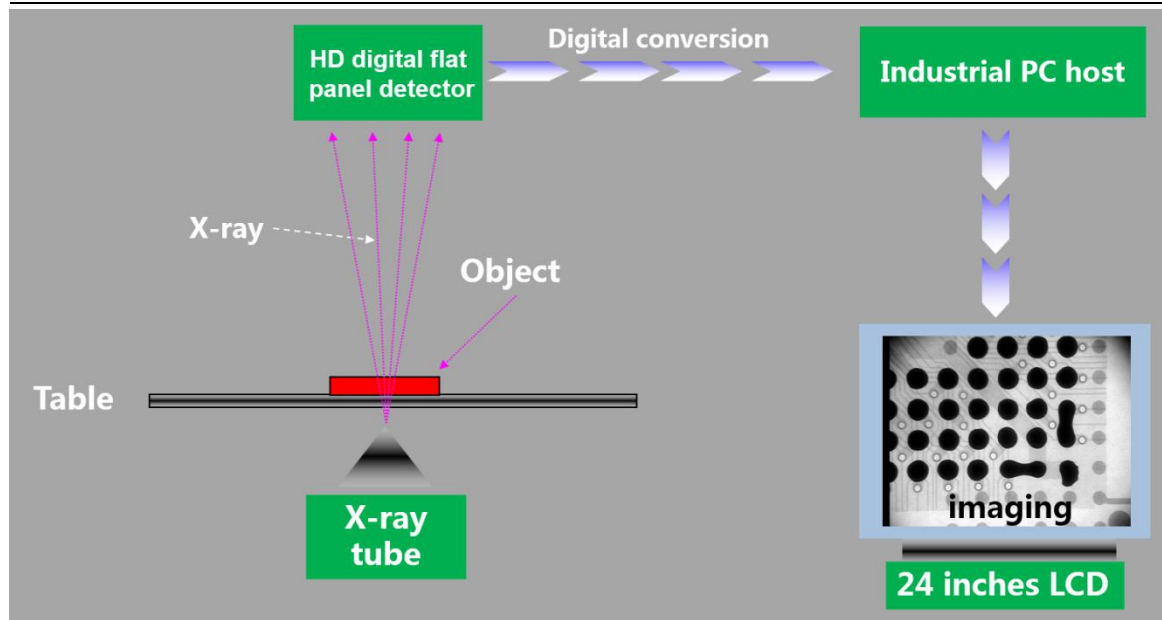 HD digital flat
panel detector
Digital conversion
Industrial PC host
X-ray
Object
Table
X-ray
tube
imaging
24 inches LCD